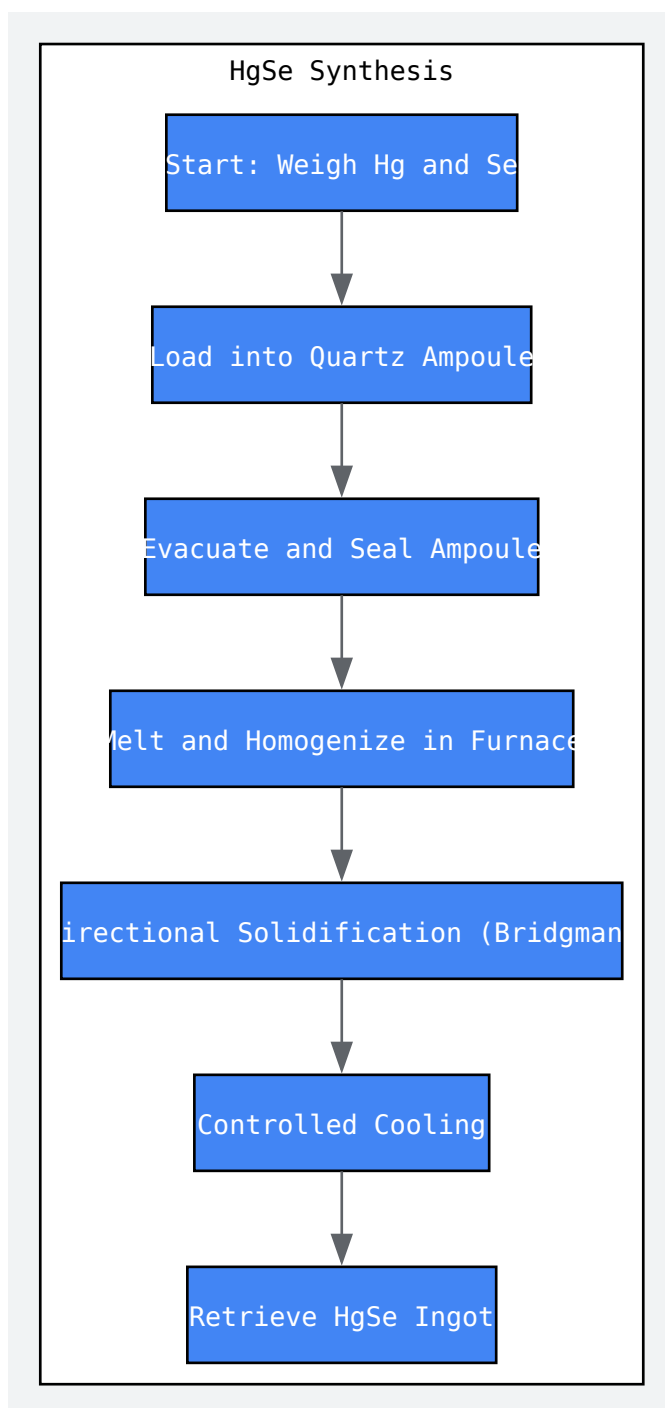 HgSe Synthesis
Start: Weigh Hg and Se
Load into Quartz Ampoule
Evacuate and Seal Ampoule
Melt and Homogenize in Furnace
irectional Solidification (Bridgman
Controlled Cooling
Retrieve HgSe Ingot